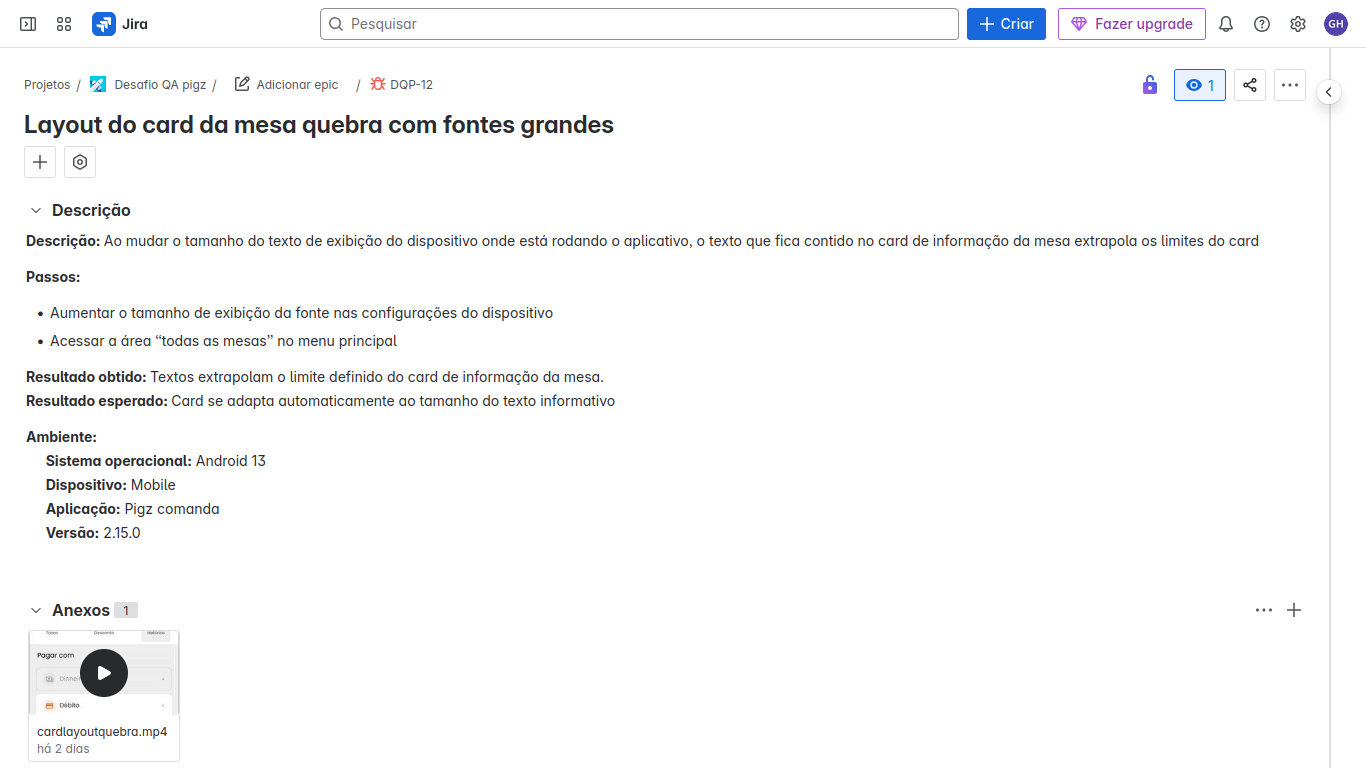 Jira
Pesquisar
Criar
Fazer upgrade
GH
Projetos / Desafio QA pigz / Adicionar epic / DQP-12
1
Layout do card da mesa quebra com fontes grandes
Descrição
Descrição: Ao mudar o tamanho do texto de exibição do dispositivo onde está rodando o aplicativo, o texto que fica contido no card de informação da mesa extrapola os limites do card
Passos:
• Aumentar o tamanho de exibição da fonte nas configurações do dispositivo
• Acessar a área “todas as mesas” no menu principal
Resultado obtido: Textos extrapolam o limite definido do card de informação da mesa.
Resultado esperado: Card se adapta automaticamente ao tamanho do texto informativo
Ambiente:
Sistema operacional: Android 13
Dispositivo: Mobile
Aplicação: Pigz comanda
Versão: 2.15.0
Anexos 1
Desconto
Pagar com
Débito
cardlayoutquebra.mp4
há 2 dias